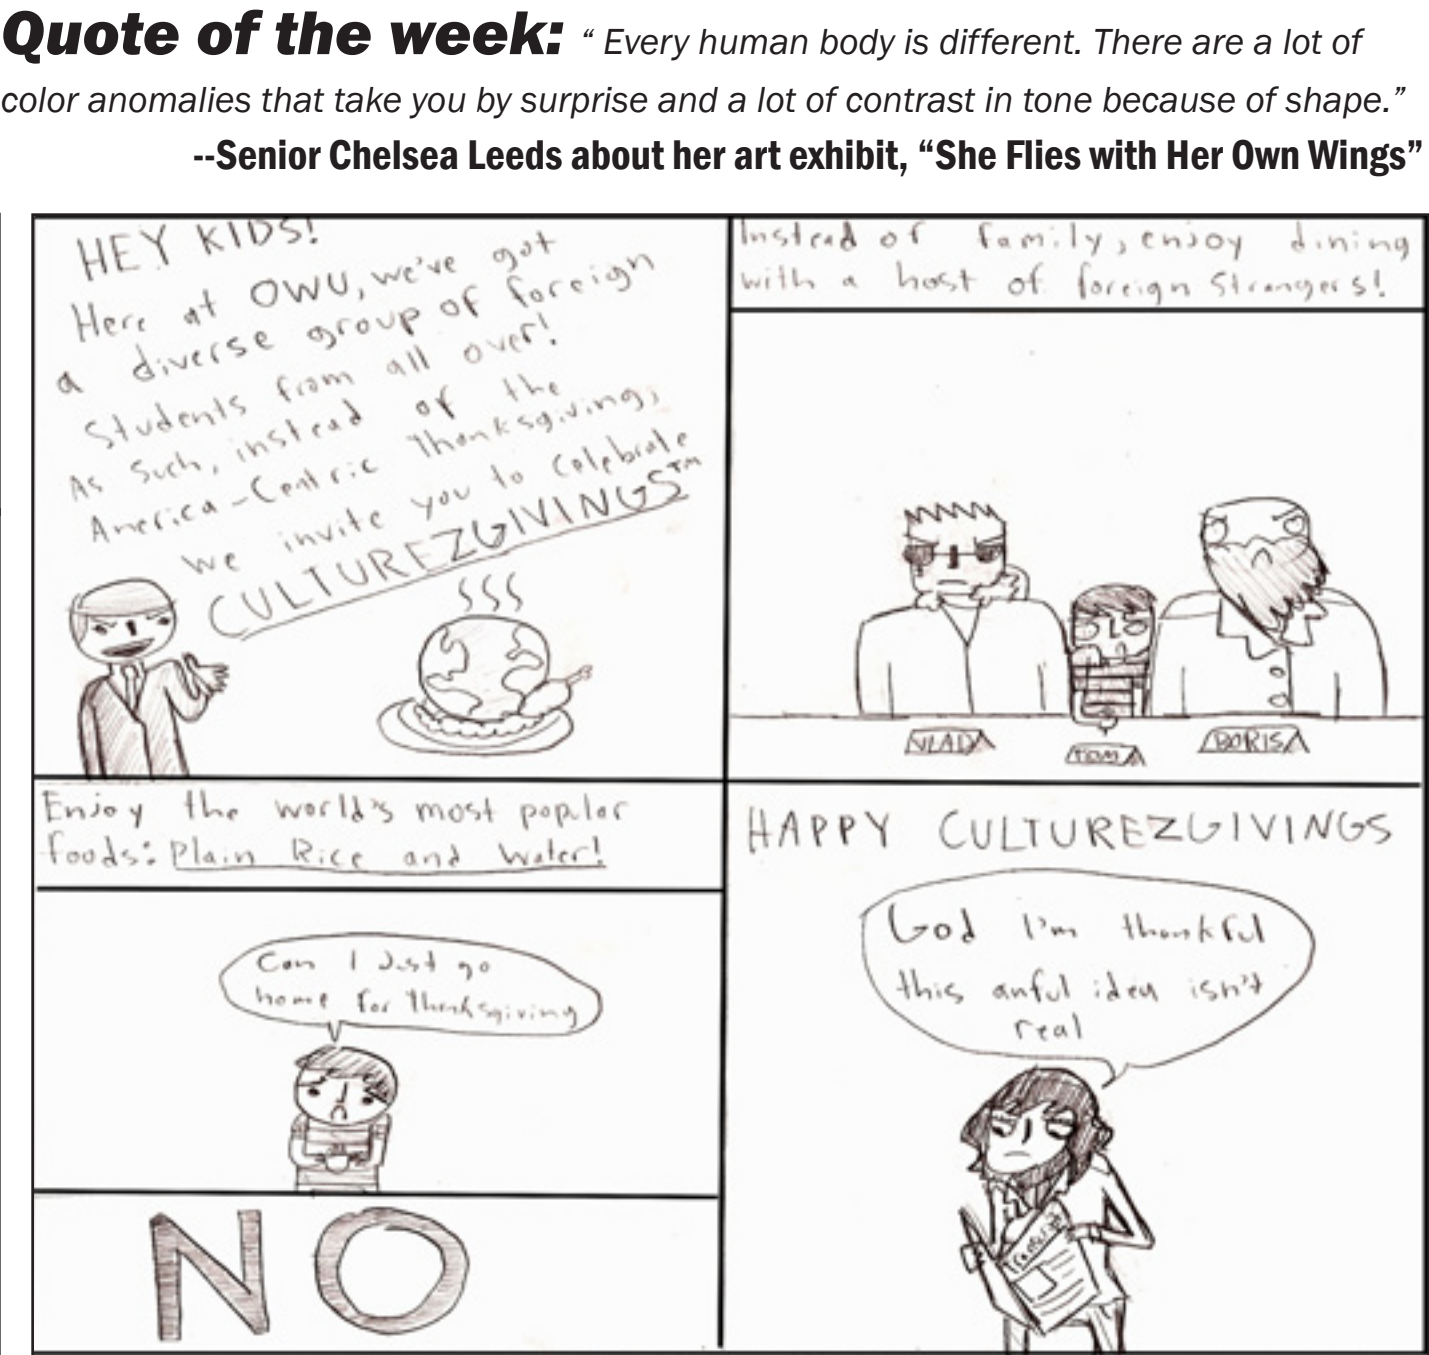 Quote of the week: “ Every human body is different. There are a lot of
color anomalies that take you by surprise and a lot of contrast in tone because of shape.”
--Senior Chelsea Leeds about her art exhibit, “She Flies with Her Own Wings”
HEY KIDS!
Here at OWU, we've got
a diverse group of foreign
Students from all over!
As Such, instead of the
America-Centric Thanksgiving,
we invite you to Celebrate
CULTUREZGIVINGS™
Instead of family, enjoy dining
with a host of foreign Strangers!
VLAD
TOM
BORIS
Enjoy the world's most popular
foods: Plain Rice and Water!
Can I Just go
home for Thanksgiving
NO
HAPPY CULTUREZGIVINGS
God I'm thankful
this awful idea isn't
real